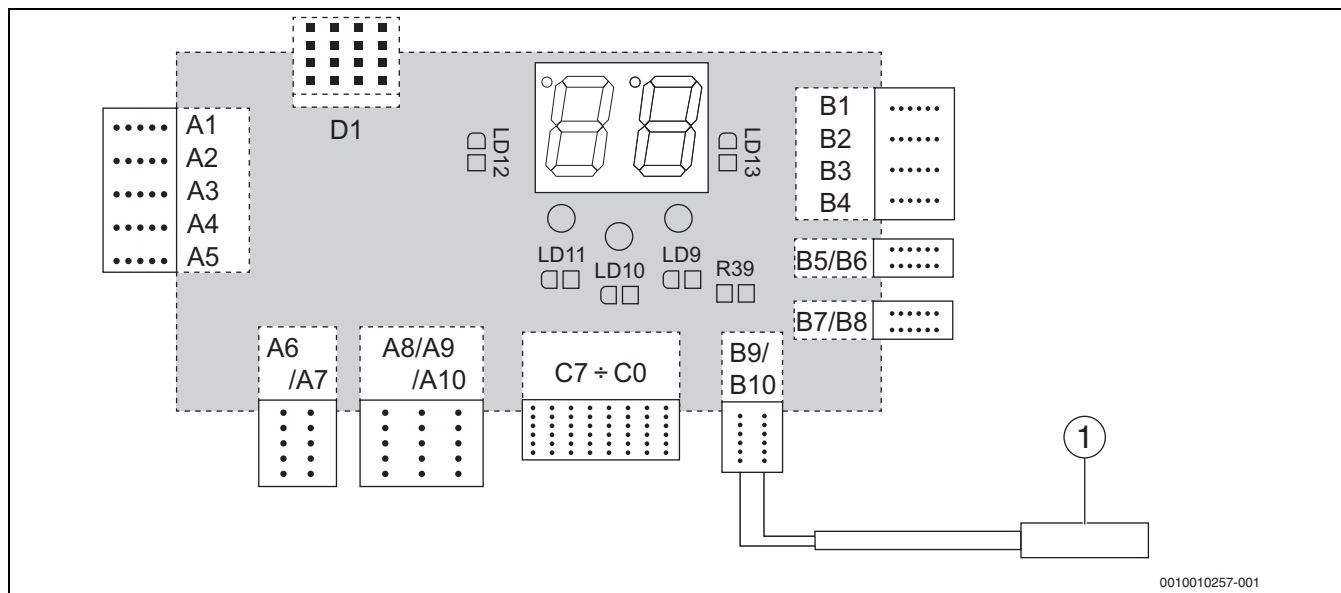 D1
A1
A2
A3
A4
A5
LD12
LD13
B1
B2
B3
B4
B5/B6
B7/B8
LD11
LD10
LD9
R39
A6
/A7
A8/A9
/A10
C7 ÷ C0
B9/
B10
1
0010010257-001